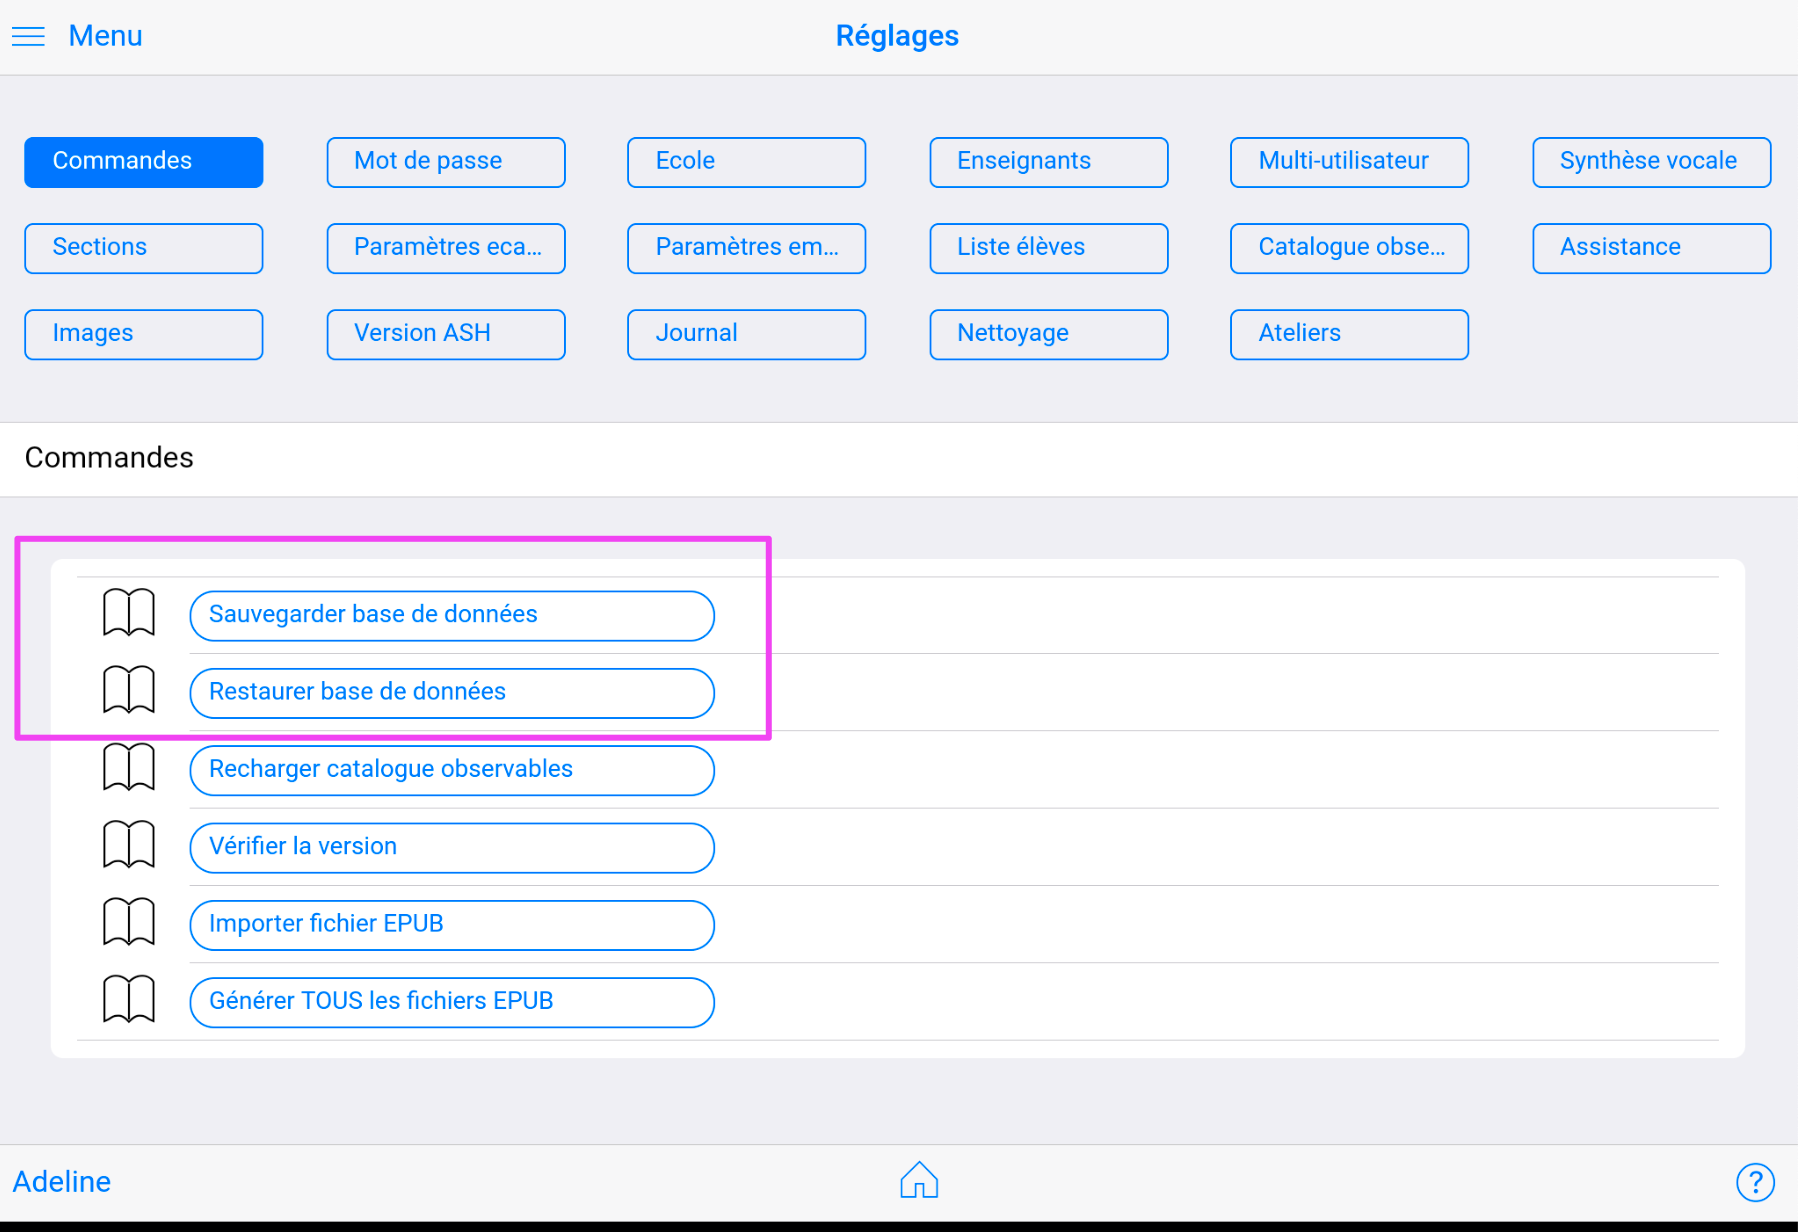 Menu
Réglages
Commandes
Mot de passe
Ecole
Enseignants
Multi-utilisateur
Synthèse vocale
Sections
Paramètres eca...
Paramètres em...
Liste élèves
Catalogue obse...
Assistance
Images
Version ASH
Journal
Nettoyage
Ateliers
Commandes
Sauvegarder base de données
Restaurer base de données
Recharger catalogue observables
Vérifier la version
Importer fichier EPUB
Générer TOUS les fichiers EPUB
Adeline
?